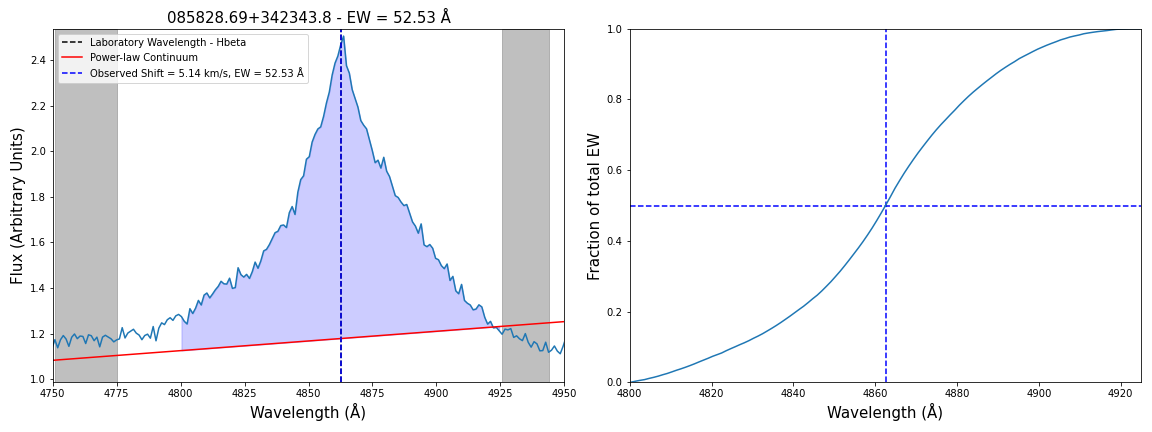 085828.69+342343.8 - EW = 52.53 Å
Laboratory Wavelength - Hbeta
Power-law Continuum
Observed Shift = 5.14 km/s, EW = 52.53 Å
Flux (Arbitrary Units)
2.4
2.2
2.0
1.8
1.6
1.4
1.2
1.0
4750 4775 4800 4825 4850 4875 4900 4925 4950
Wavelength (Å)
Fraction of total EW
1.0
0.8
0.6
0.4
0.2
0.0
4800 4820 4840 4860 4880 4900 4920
Wavelength (Å)